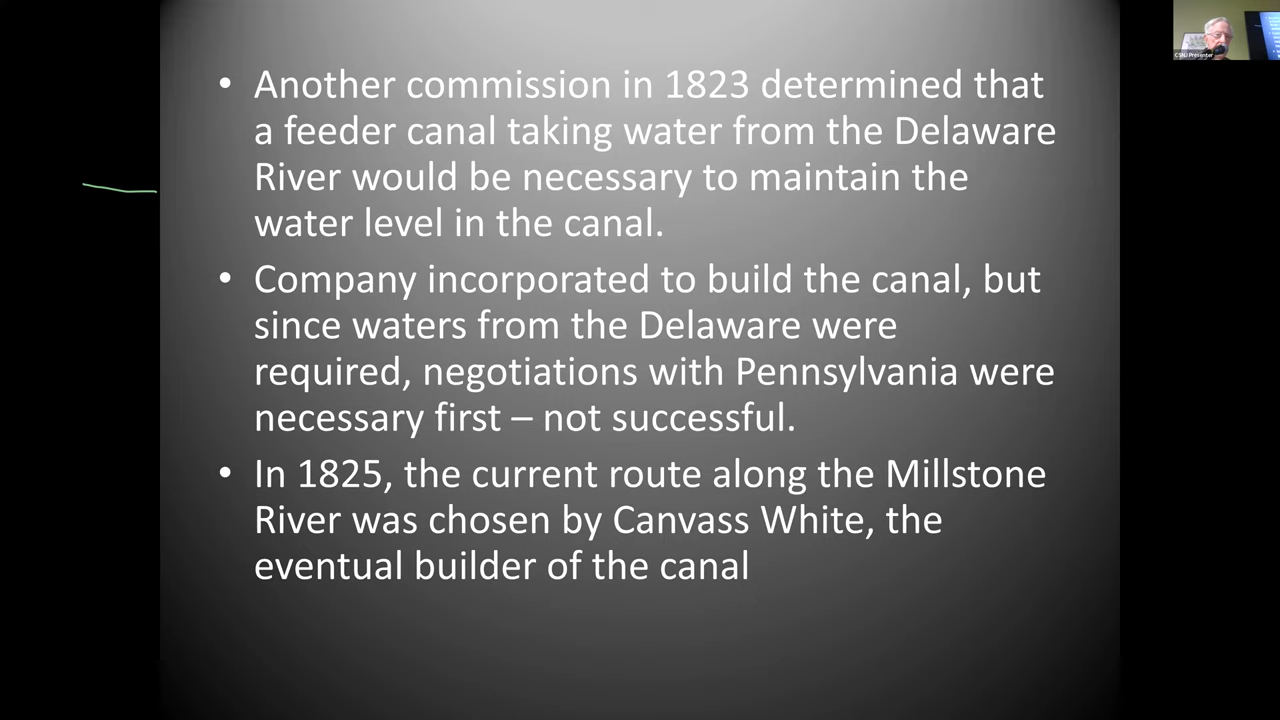 • Another commission in 1823 determined that
a feeder canal taking water from the Delaware
River would be necessary to maintain the
water level in the canal.
• Company incorporated to build the canal, but
since waters from the Delaware were
required, negotiations with Pennsylvania were
necessary first – not successful.
• In 1825, the current route along the Millstone
River was chosen by Canvass White, the
eventual builder of the canal
CSNJ Presenter